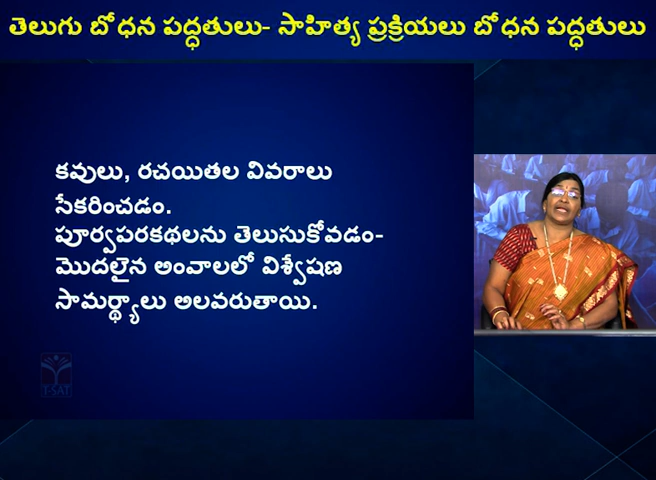 తెలుగు బోధన పద్ధతులు- సాహిత్య ప్రక్రియలు బోధన పద్ధతులు
కవులు, రచయితల వివరాలు
సేకరించడం.
పూర్వపరకథలను తెలుసుకోవడం-
మొదలైన అంవాలలో విశ్వేషణ
సామర్థ్యాలు అలవరుతాయి.
T-SAT